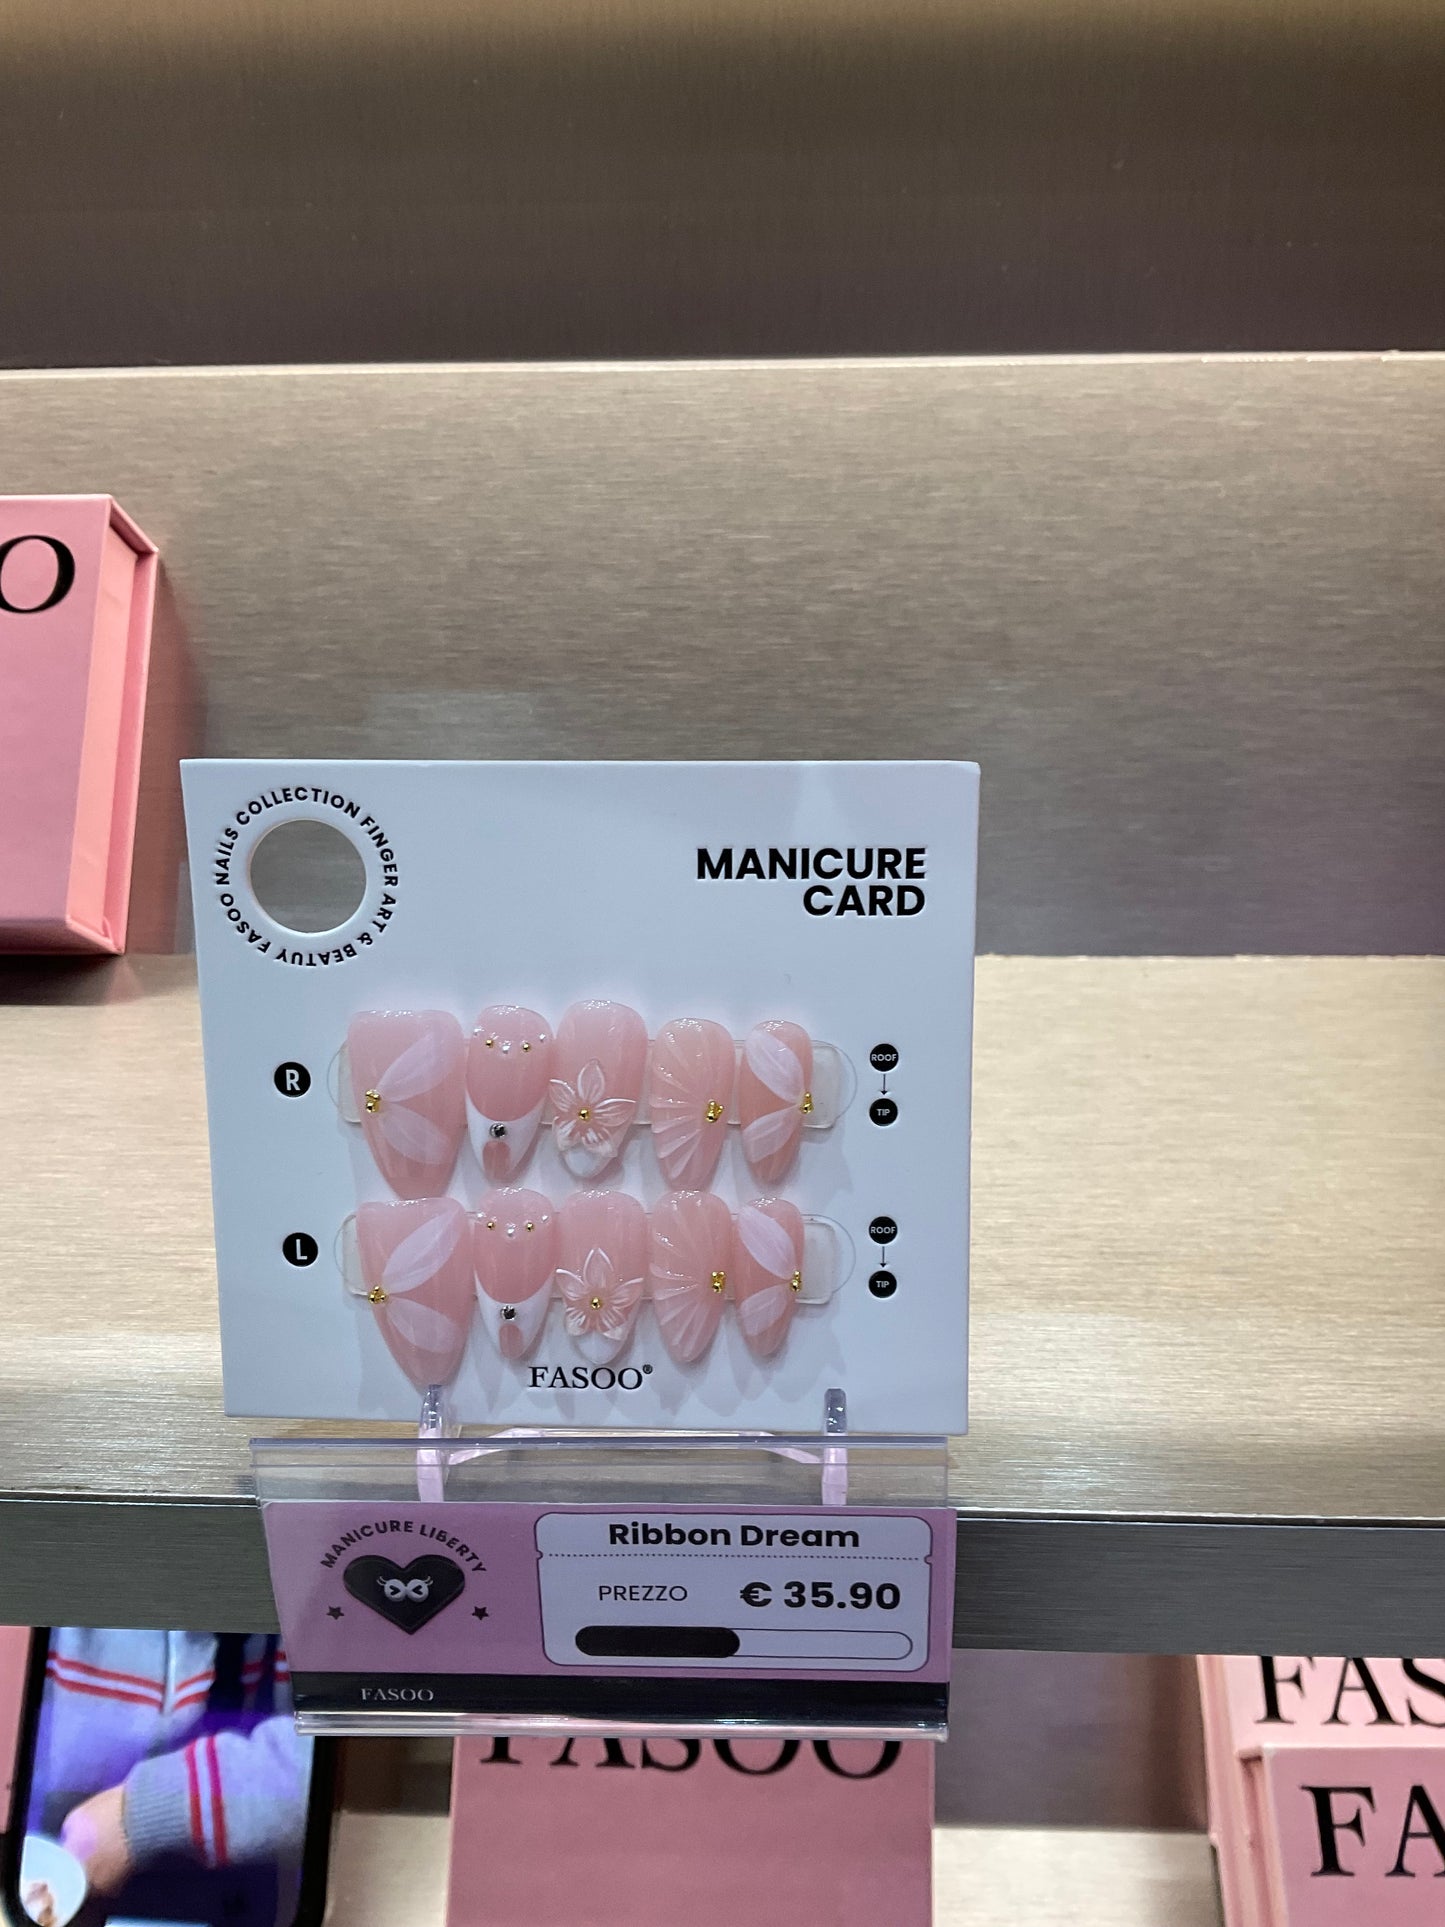 O
FASOO NAILS COLLECTION FINGER ART & BEATUY
MANICURE
CARD
R
ROOF
TIP
L
ROOF
TIP
FASOO®
MANICURE LIBERTY
Ribbon Dream
PREZZO € 35.90
FASOO
FASOO
FAS
FA